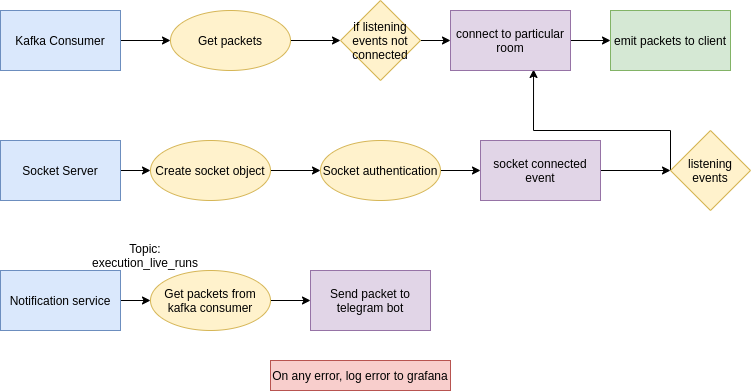 Kafka Consumer
Get packets
if listening
events not
connected
connect to particular
room
emit packets to client
Socket Server
Create socket object
Socket authentication
socket connected
event
listening
events
Topic:
execution_live_runs
Notification service
Get packets from
kafka consumer
Send packet to
telegram bot
On any error, log error to grafana